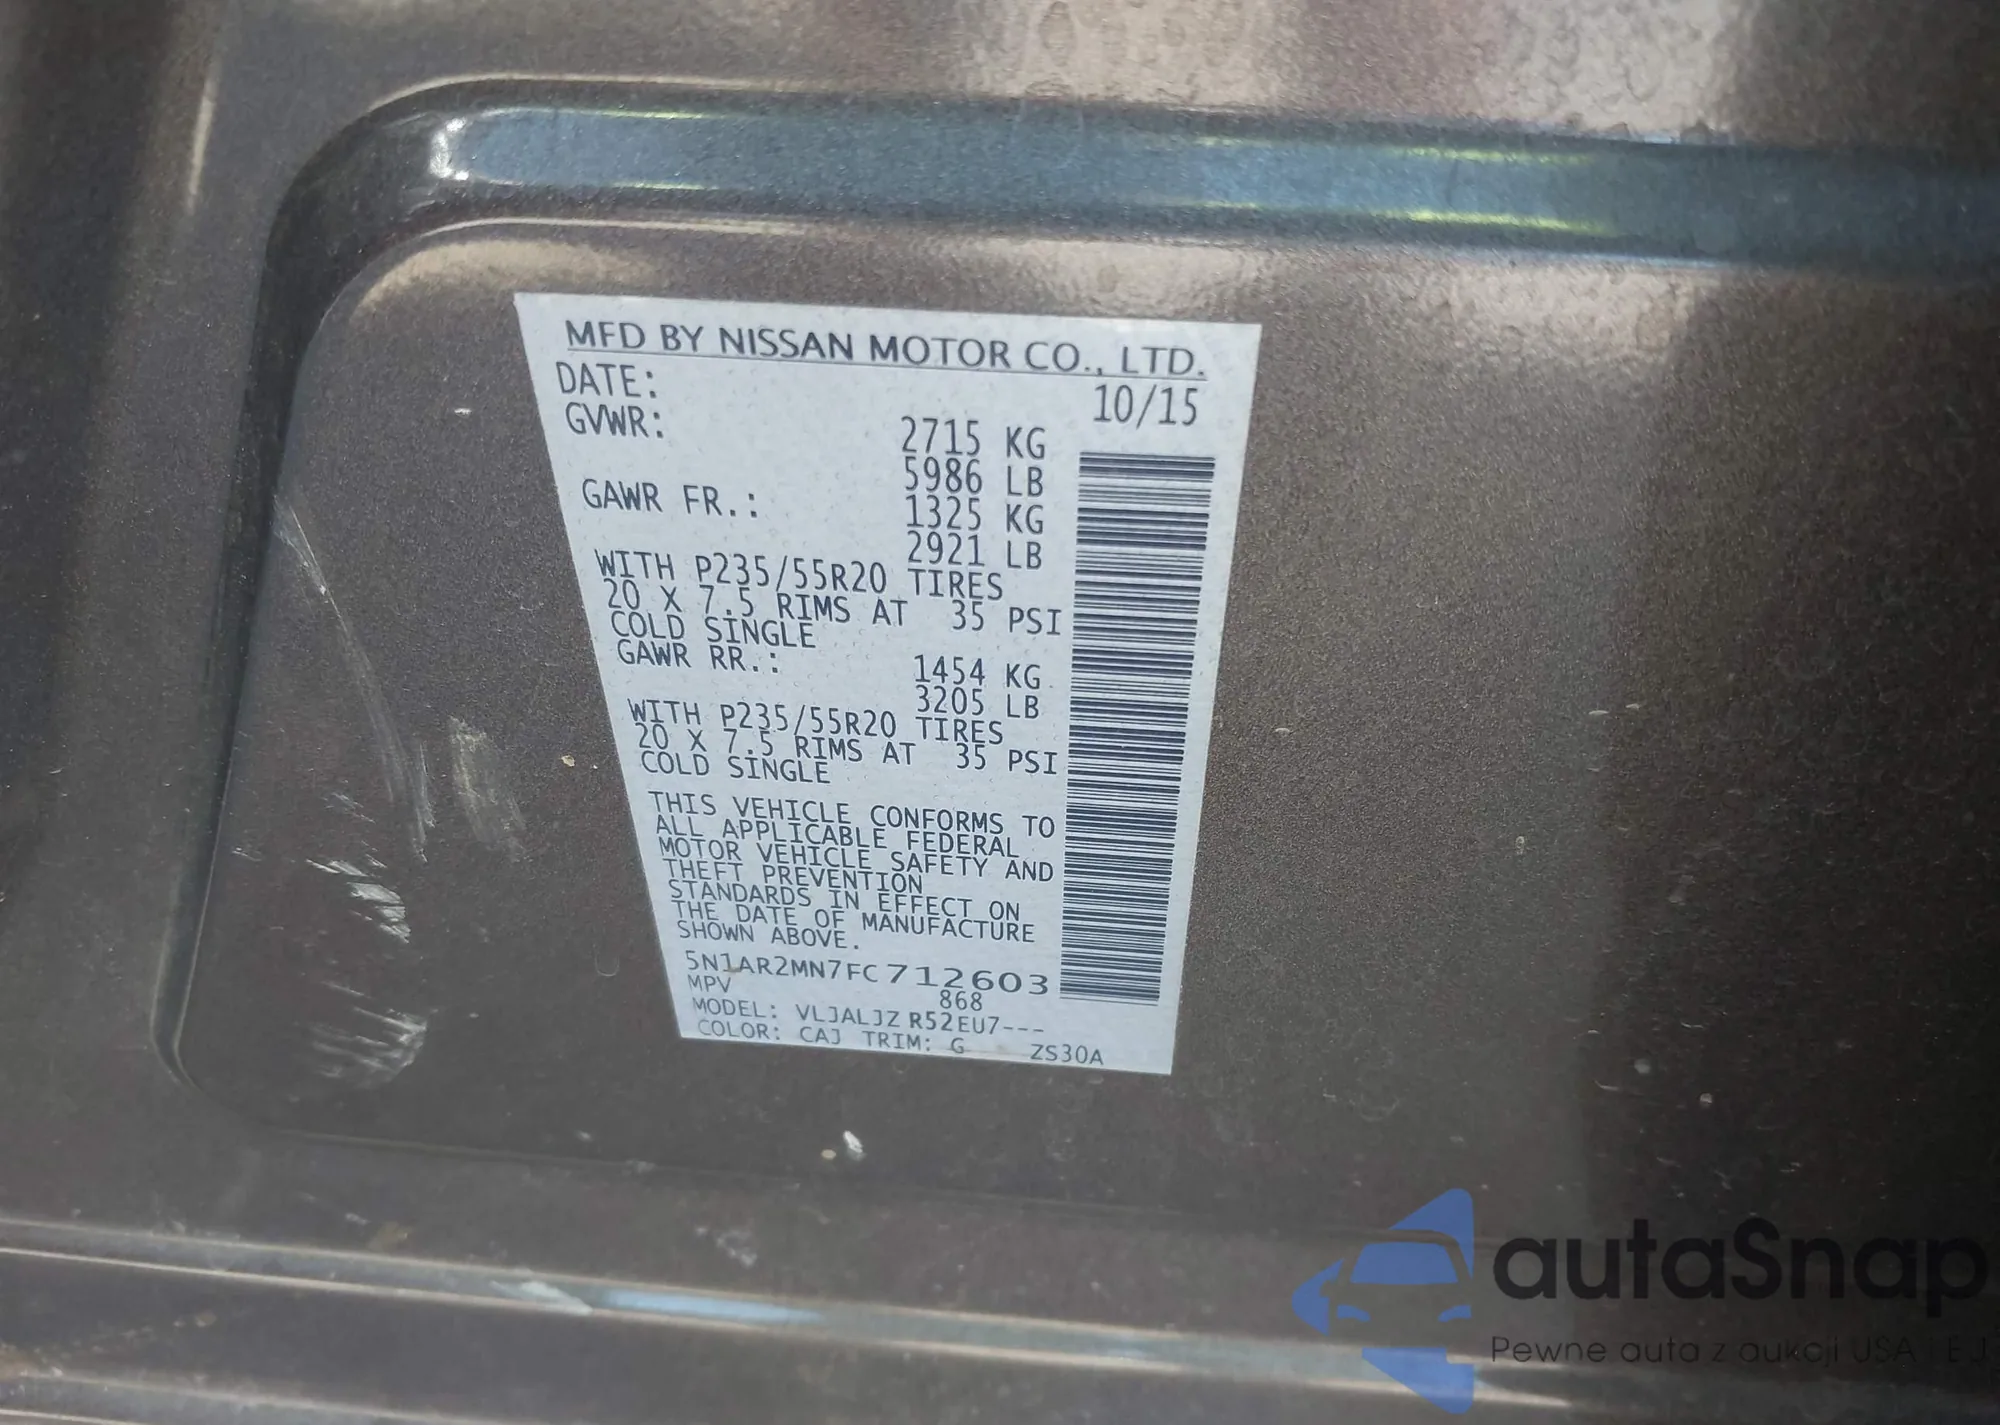 MFD BY NISSAN MOTOR CO., LTD.
DATE: 10/15
GVWR: 2715 KG
5986 LB
GAWR FR.: 1325 KG
2921 LB
WITH P235/55R20 TIRES
20 X 7.5 RIMS AT 35 PSI
COLD SINGLE
GAWR RR.: 1454 KG
3205 LB
WITH P235/55R20 TIRES
20 X 7.5 RIMS AT 35 PSI
COLD SINGLE
THIS VEHICLE CONFORMS TO
ALL APPLICABLE FEDERAL
MOTOR VEHICLE SAFETY AND
THEFT PREVENTION
STANDARDS IN EFFECT ON
THE DATE OF MANUFACTURE
SHOWN ABOVE.
5N1AR2MN7FC712603
MPV 868
MODEL: VLJALJZ R52EU7---
COLOR: CAJ TRIM: G ZS30A
autaSnap
Pewne auta z aukcji USA i EU